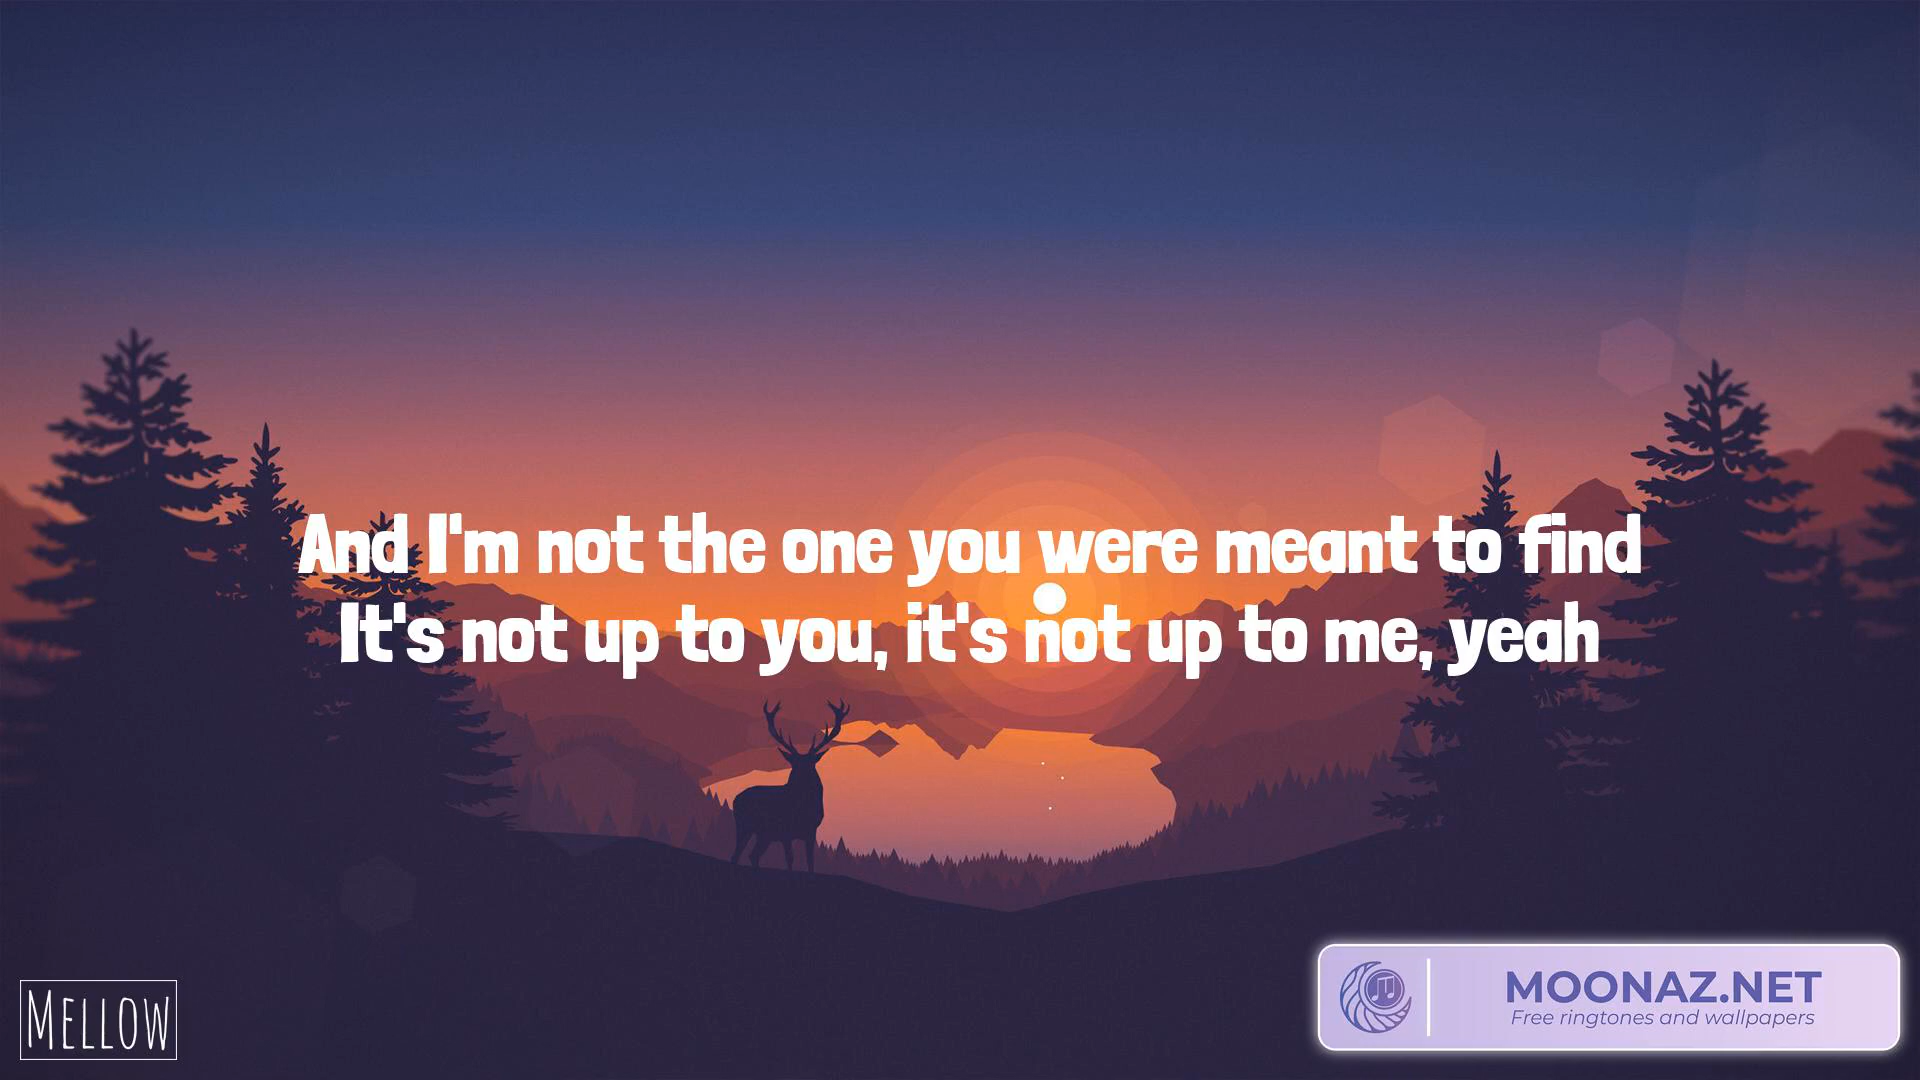 And I'm not the one you were meant to find
It's not up to you, it's not up to me, yeah
MELLOW
MOONAZ.NET
Free ringtones and wallpapers